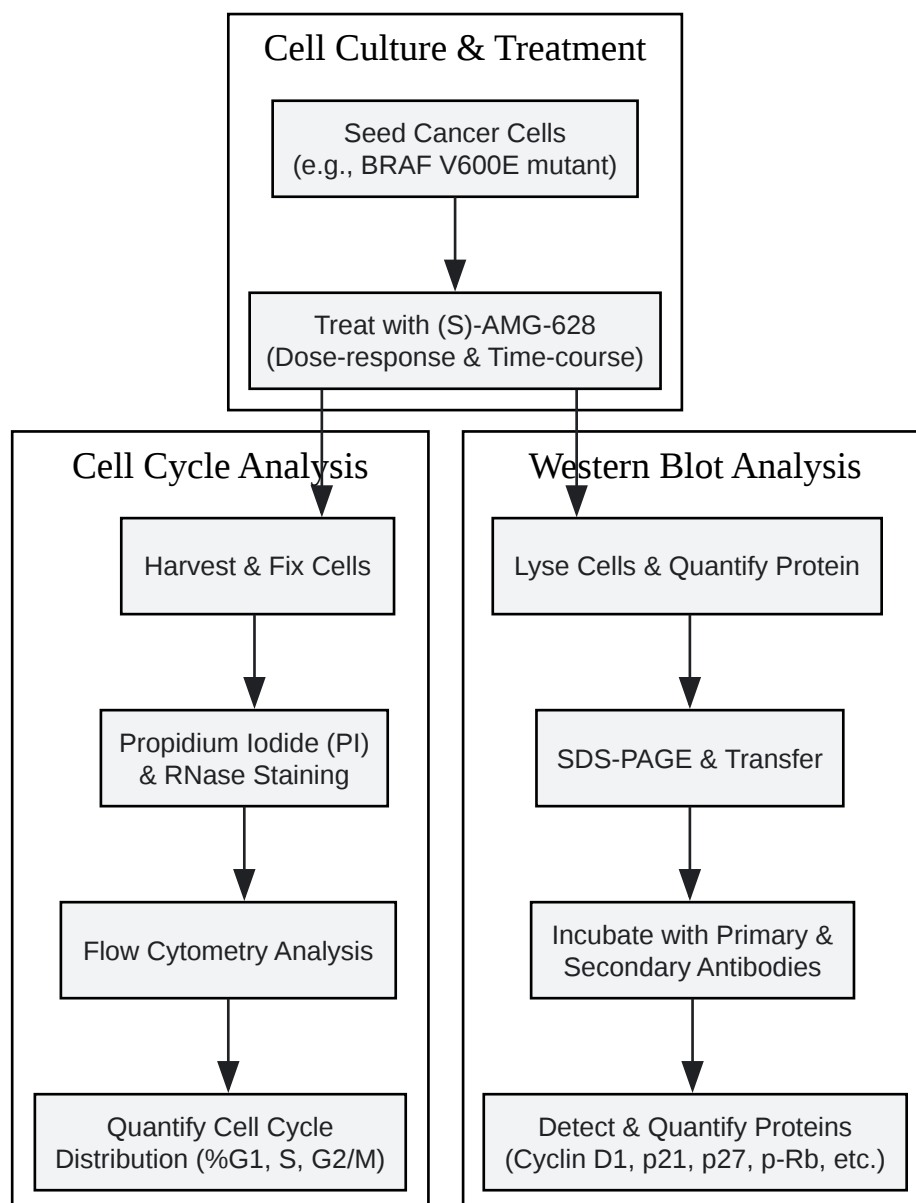 Cell Culture & Treatment
Seed Cancer Cells
(e.g., BRAF V600E mutant)
Treat with (S)-AMG-628
(Dose-response & Time-course)
Cell Cycle Analysis
Harvest & Fix Cells
Propidium Iodide (PI)
& RNase Staining
Flow Cytometry Analysis
Quantify Cell Cycle
Distribution (%G1, S, G2/M)
Western Blot Analysis
Lyse Cells & Quantify Protein
SDS-PAGE & Transfer
Incubate with Primary &
Secondary Antibodies
Detect & Quantify Proteins
(Cyclin D1, p21, p27, p-Rb, etc.)